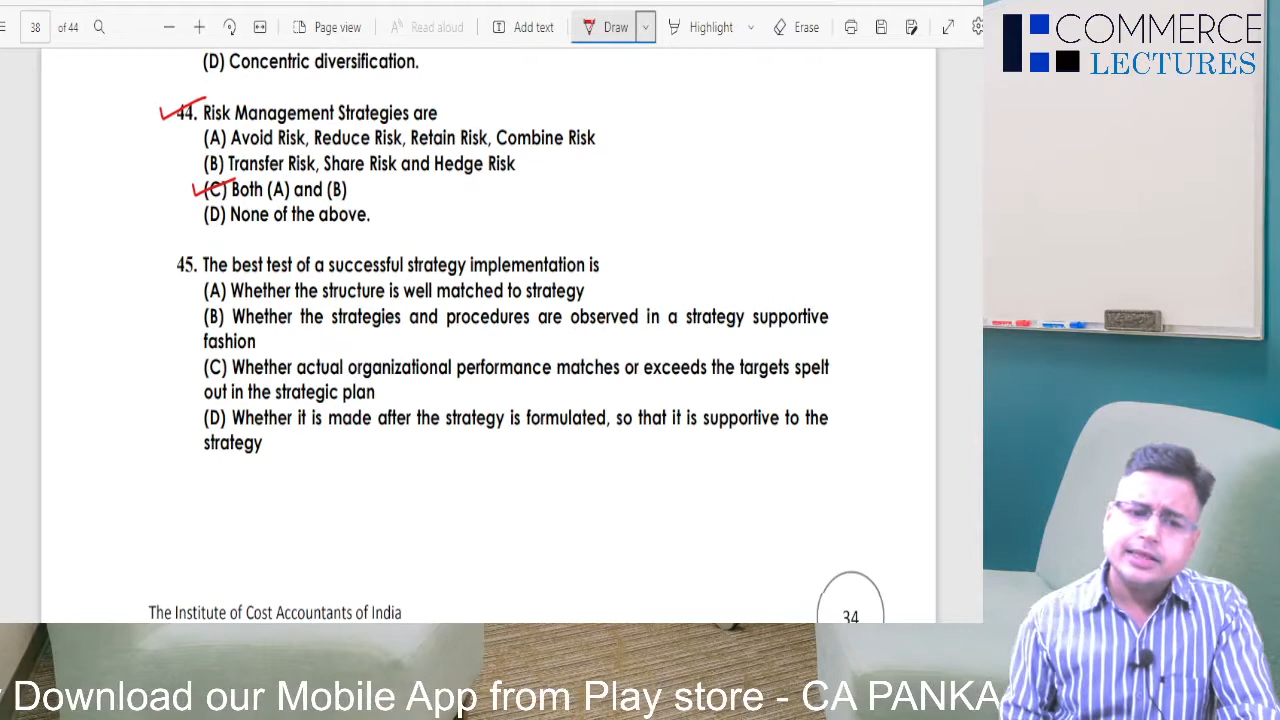 38 of 44 Page view Read aloud Add text Draw Highlight Erase
COMMERCE
LECTURES
(D) Concentric diversification.
44. Risk Management Strategies are
(A) Avoid Risk, Reduce Risk, Retain Risk, Combine Risk
(B) Transfer Risk, Share Risk and Hedge Risk
(C) Both (A) and (B)
(D) None of the above.
45. The best test of a successful strategy implementation is
(A) Whether the structure is well matched to strategy
(B) Whether the strategies and procedures are observed in a strategy supportive
fashion
(C) Whether actual organizational performance matches or exceeds the targets spelt
out in the strategic plan
(D) Whether it is made after the strategy is formulated, so that it is supportive to the
strategy
The Institute of Cost Accountants of India
34
Download our Mobile App from Play store - CA PANKA